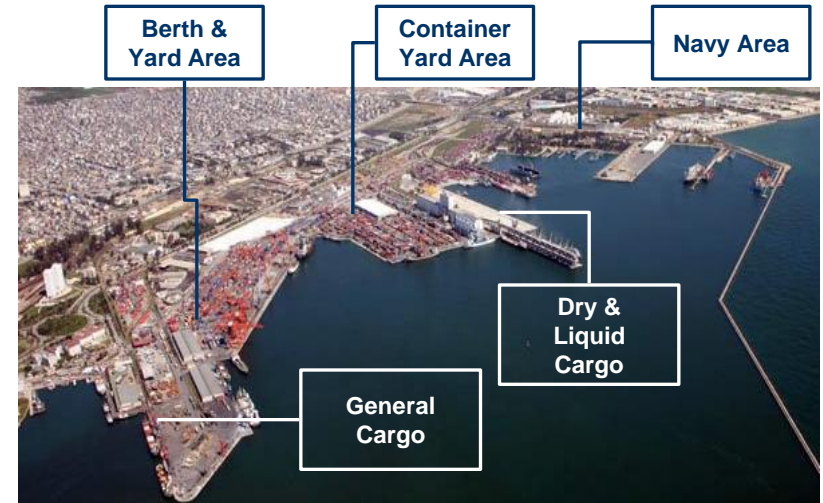 Berth &
Yard Area
Container
Yard Area
Navy Area
Dry &
Liquid
Cargo
General
Cargo